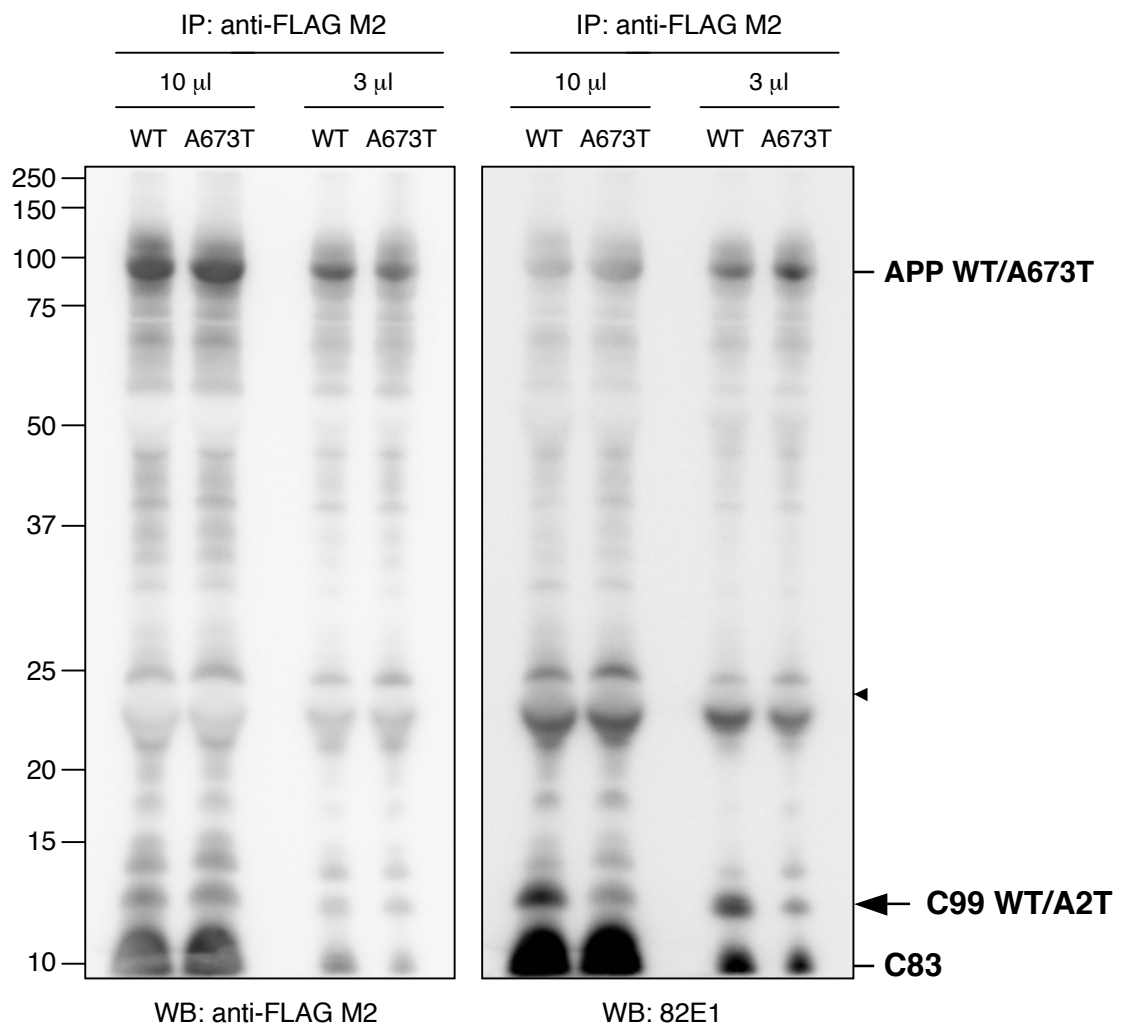 IP: anti-FLAG M2 IP: anti-FLAG M2
10 μl 3 μl 10 μl 3 μl
WT A673T WT A673T WT A673T WT A673T
250
150
100
APP WT/A673T
75
50
37
25
20
15
C99 WT/A2T
10
C83
WB: anti-FLAG M2 WB: 82E1